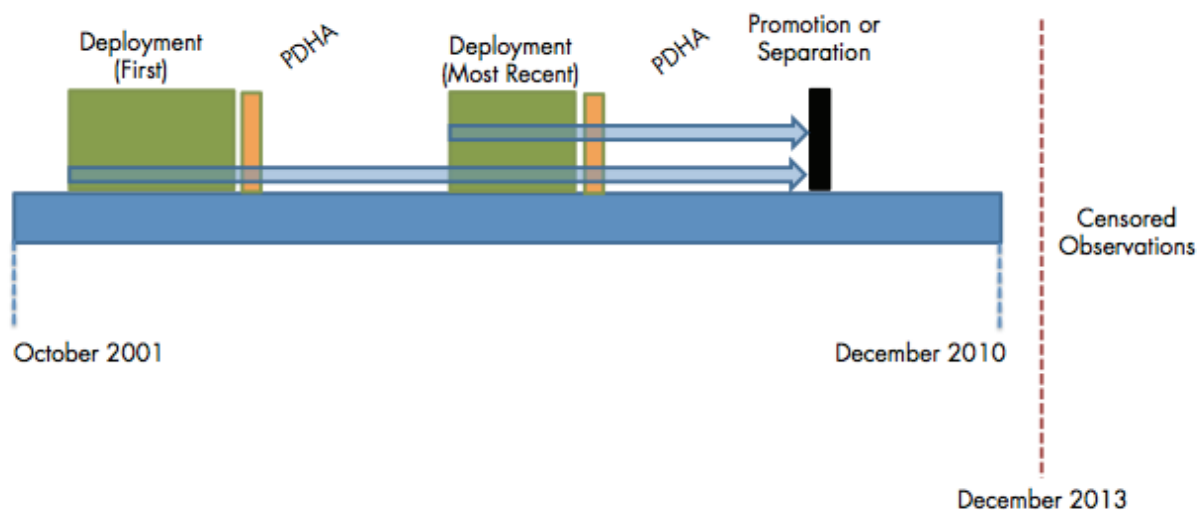 Deployment
(First)
PDHA
Deployment
(Most Recent)
PDHA
Promotion or
Separation
Censored
Observations
October 2001
December 2010
December 2013